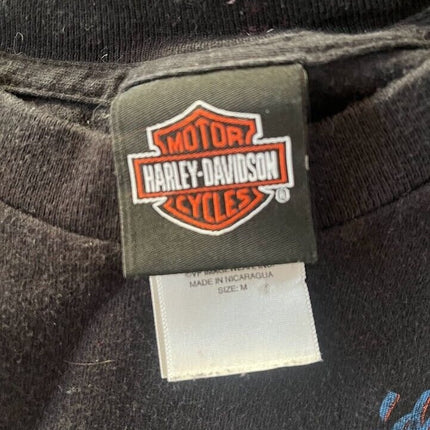 MOTOR
HARLEY-DAVIDSON
CYCLES
®
MADE IN NICARAGUA
SIZE: M